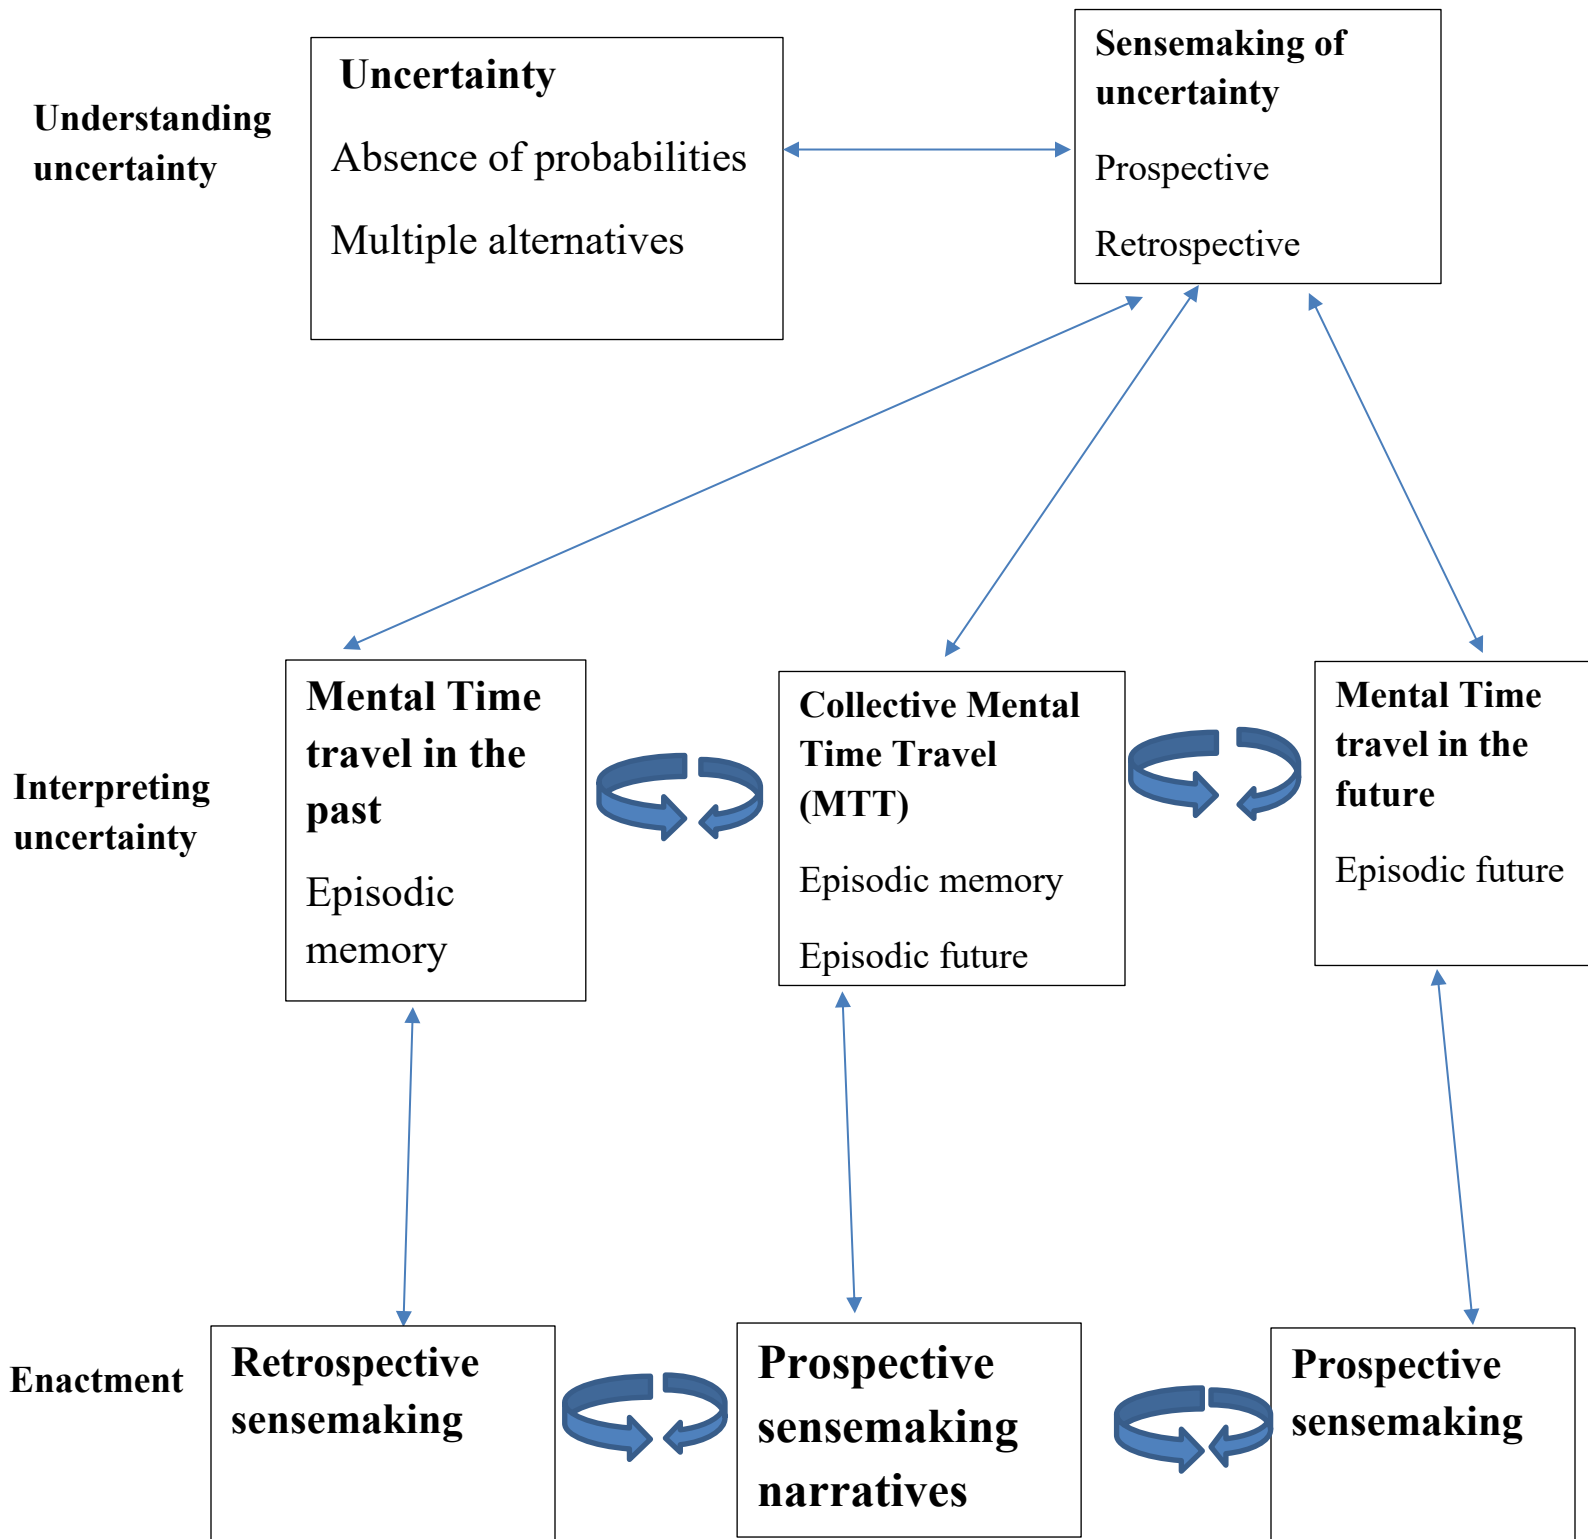 Understanding
uncertainty
Uncertainty
Absence of probabilities
Multiple alternatives
Sensemaking of
uncertainty
Prospective
Retrospective
Interpreting
uncertainty
Mental Time
travel in the
past
Episodic
memory
Collective Mental
Time Travel
(MTT)
Episodic memory
Episodic future
Mental Time
travel in the
future
Episodic future
Enactment
Retrospective
sensemaking
Prospective
sensemaking
narratives
Prospective
sensemaking